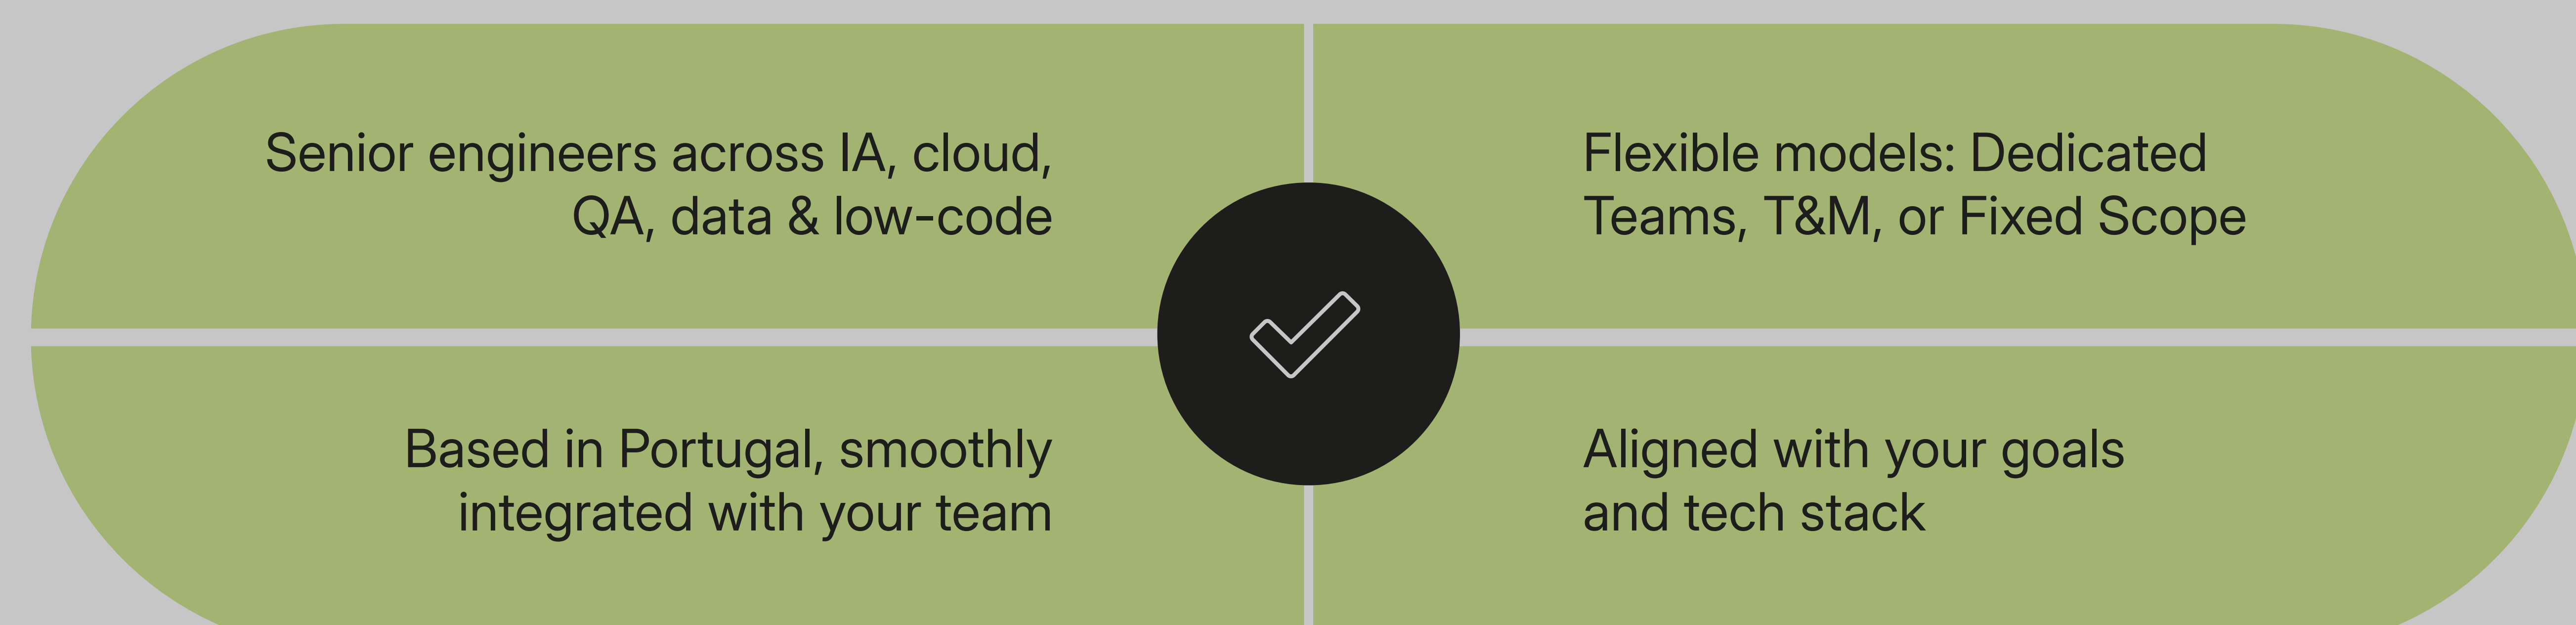 Senior engineers across IA, cloud,
QA, data & low-code
Flexible models: Dedicated
Teams, T&M, or Fixed Scope
Based in Portugal, smoothly
integrated with your team
Aligned with your goals
and tech stack